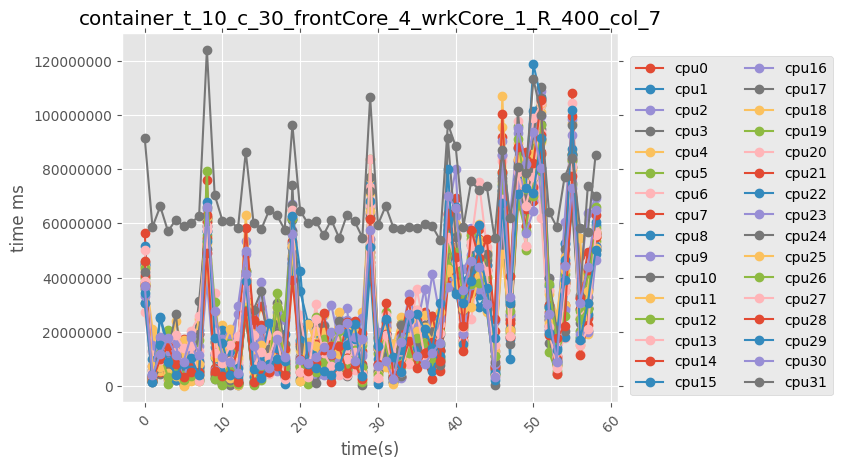 container_t_10_c_30_frontCore_4_wrkCore_1_R_400_col_7
120000000
100000000
80000000
60000000
40000000
20000000
0
time ms
0 10 20 30 40 50 60
time(s)
cpu0 cpu16
cpu1 cpu17
cpu2 cpu18
cpu3 cpu19
cpu4 cpu20
cpu5 cpu21
cpu6 cpu22
cpu7 cpu23
cpu8 cpu24
cpu9 cpu25
cpu10 cpu26
cpu11 cpu27
cpu12 cpu28
cpu13 cpu29
cpu14 cpu30
cpu15 cpu31